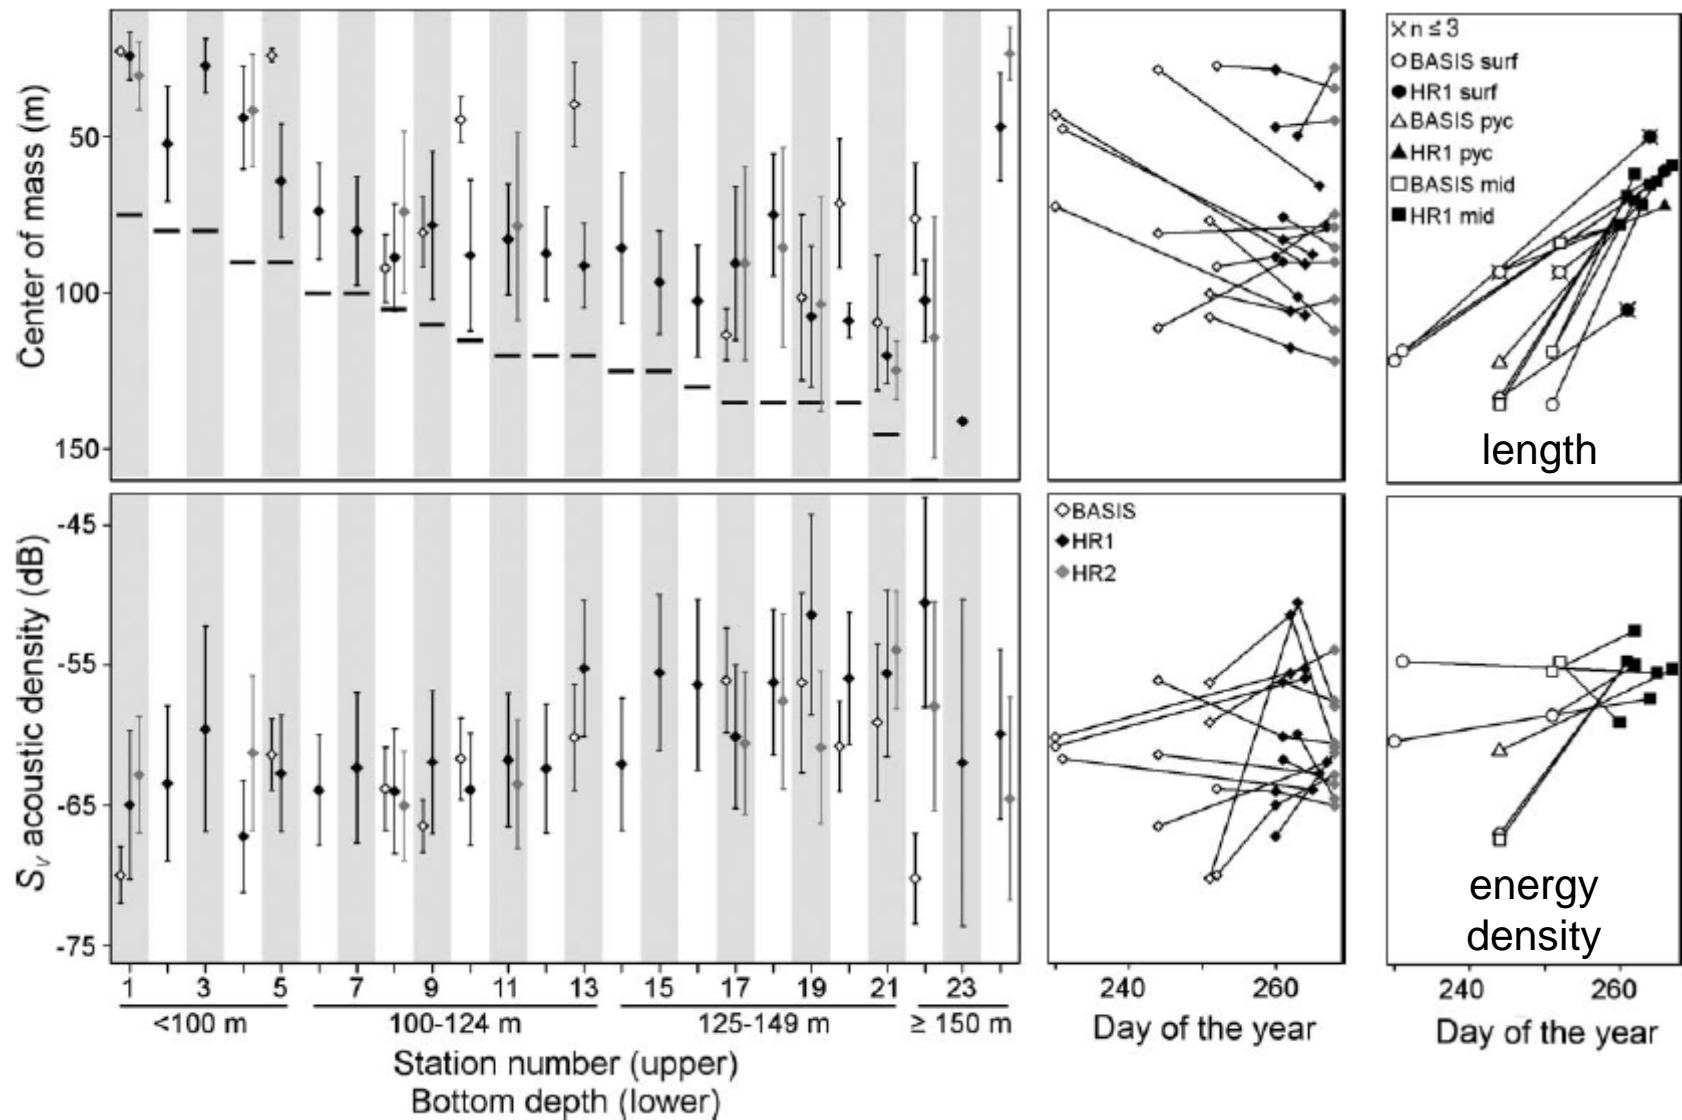 Center of mass (m)
50
100
150
S_v acoustic density (dB)
-45
-55
-65
-75
1 3 5 7 9 11 13 15 17 19 21 23
<100 m 100-124 m 125-149 m ≥ 150 m
Station number (upper)
Bottom depth (lower)
BASIS
HR1
HR2
240 260
Day of the year
n ≤ 3
BASIS surf
HR1 surf
BASIS pyc
HR1 pyc
BASIS mid
HR1 mid
length
energy
density
240 260
Day of the year